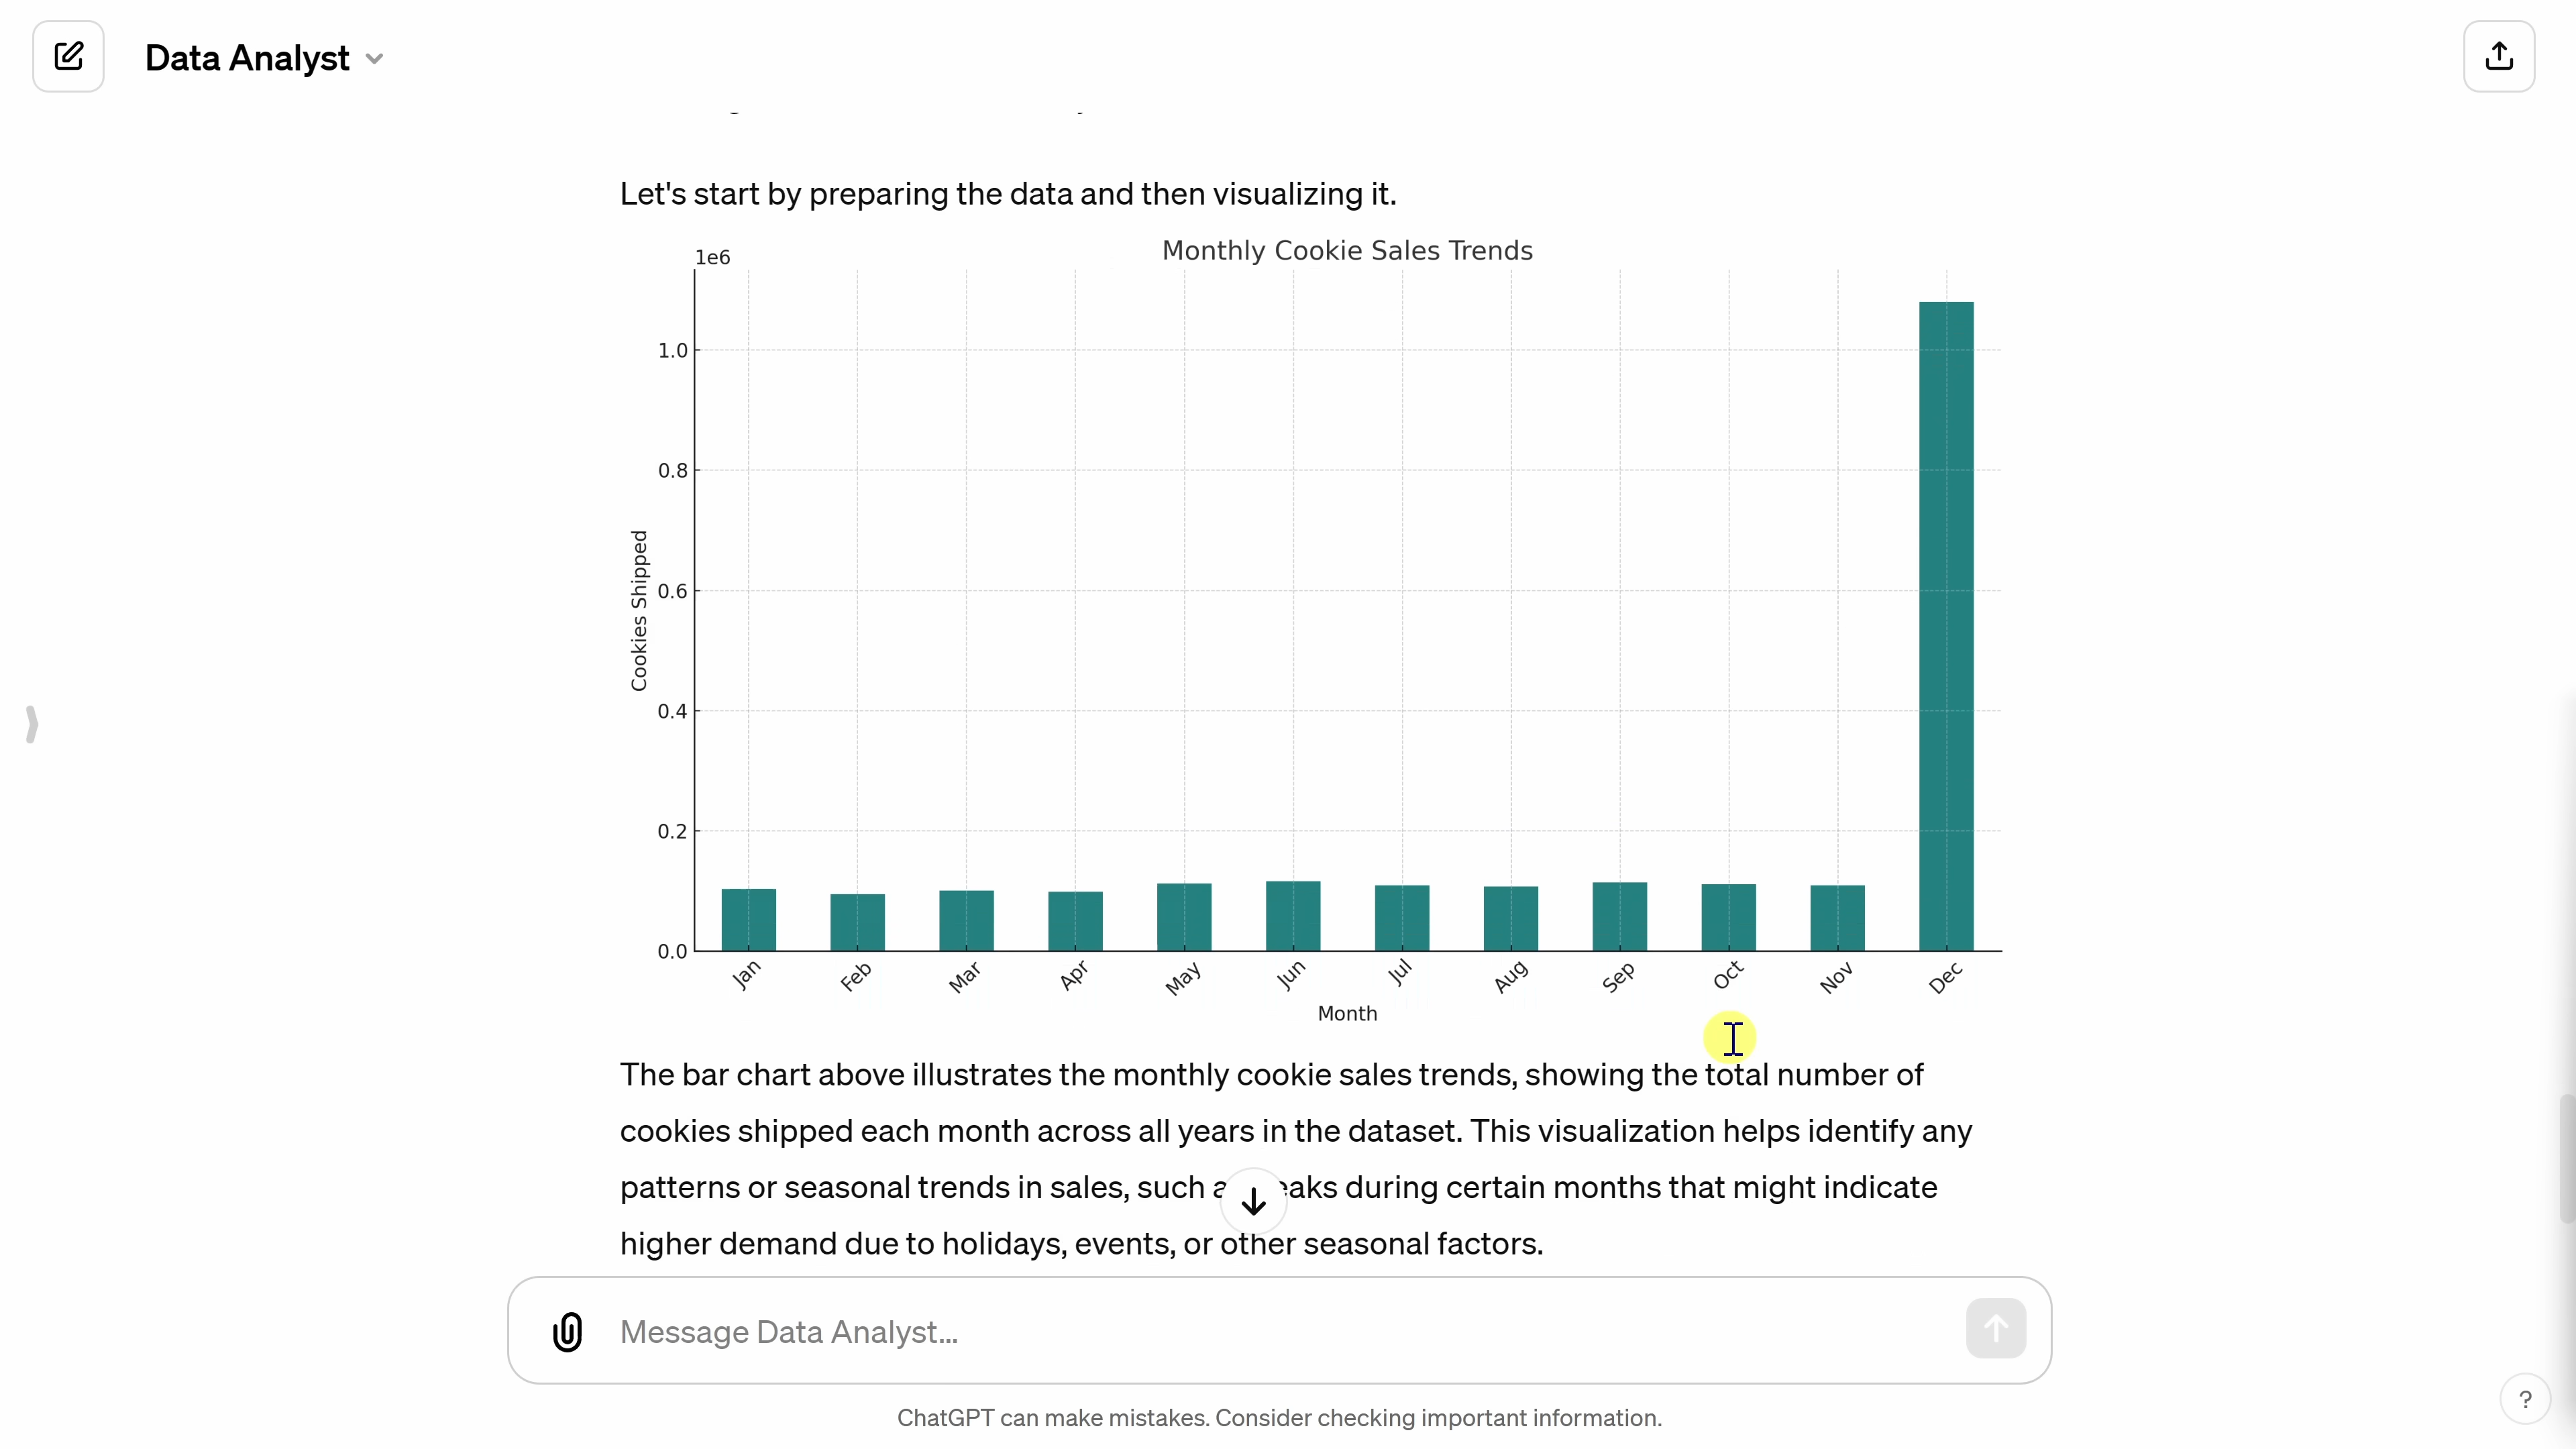 Data Analyst
Let's start by preparing the data and then visualizing it.
Monthly Cookie Sales Trends
1e6
1.0
0.8
0.6
0.4
0.2
0.0
Cookies Shipped
Jan Feb Mar Apr May Jun Jul Aug Sep Oct Nov Dec
Month
The bar chart above illustrates the monthly cookie sales trends, showing the total number of
cookies shipped each month across all years in the dataset. This visualization helps identify any
patterns or seasonal trends in sales, such during certain months that might indicate
higher demand due to holidays, events, or other seasonal factors.
Message Data Analyst...
ChatGPT can make mistakes. Consider checking important information.
?